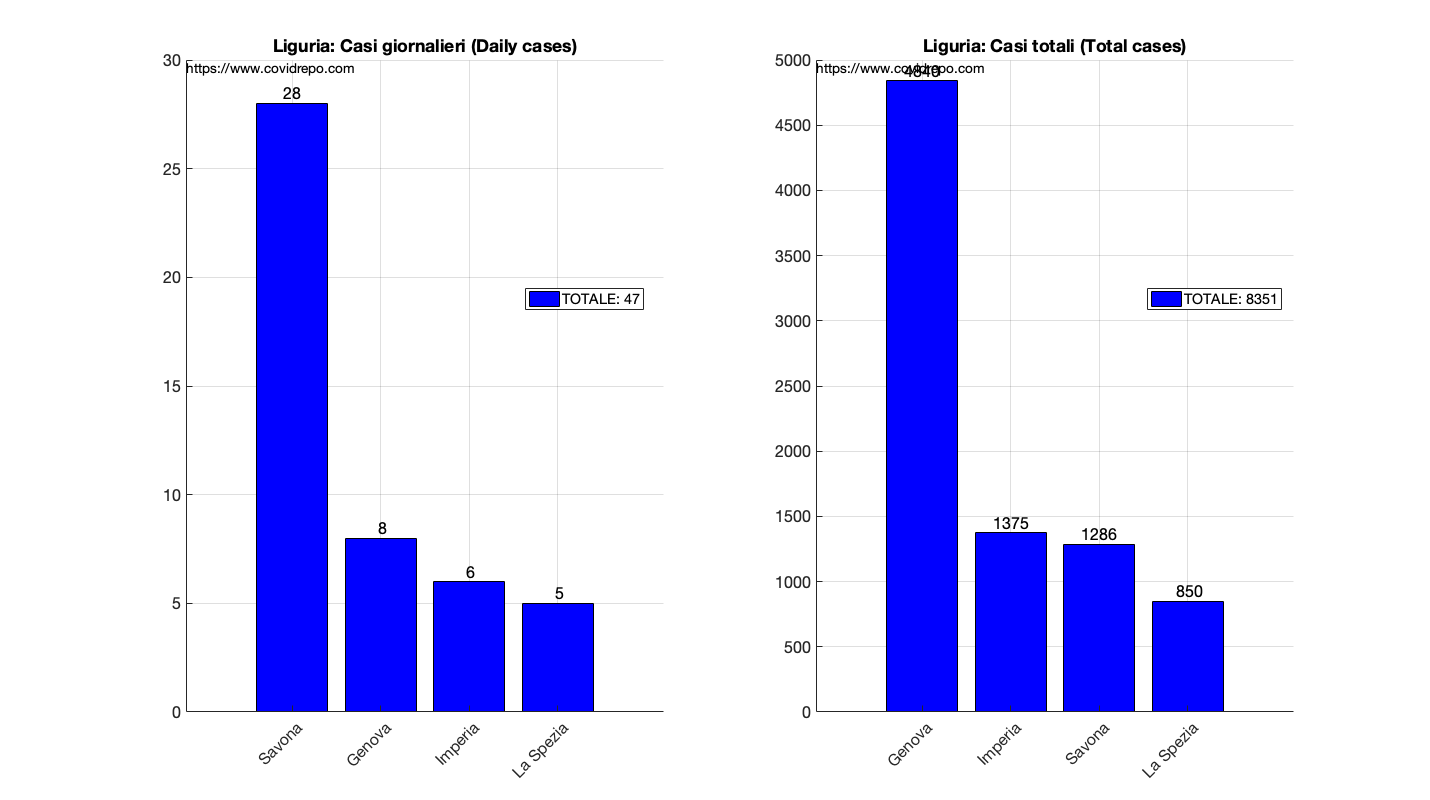 Liguria: Casi giornalieri (Daily cases)
30
https://www.covidrepo.com
28
25
20
TOTALE: 47
15
10
8
6
5
5
0
Savona
Genova
Imperia
La Spezia
Liguria: Casi totali (Total cases)
5000
https://www.covidrepo.com
4840
4500
4000
3500
TOTALE: 8351
3000
2500
2000
1500
1375
1286
1000
850
500
0
Genova
Imperia
Savona
La Spezia